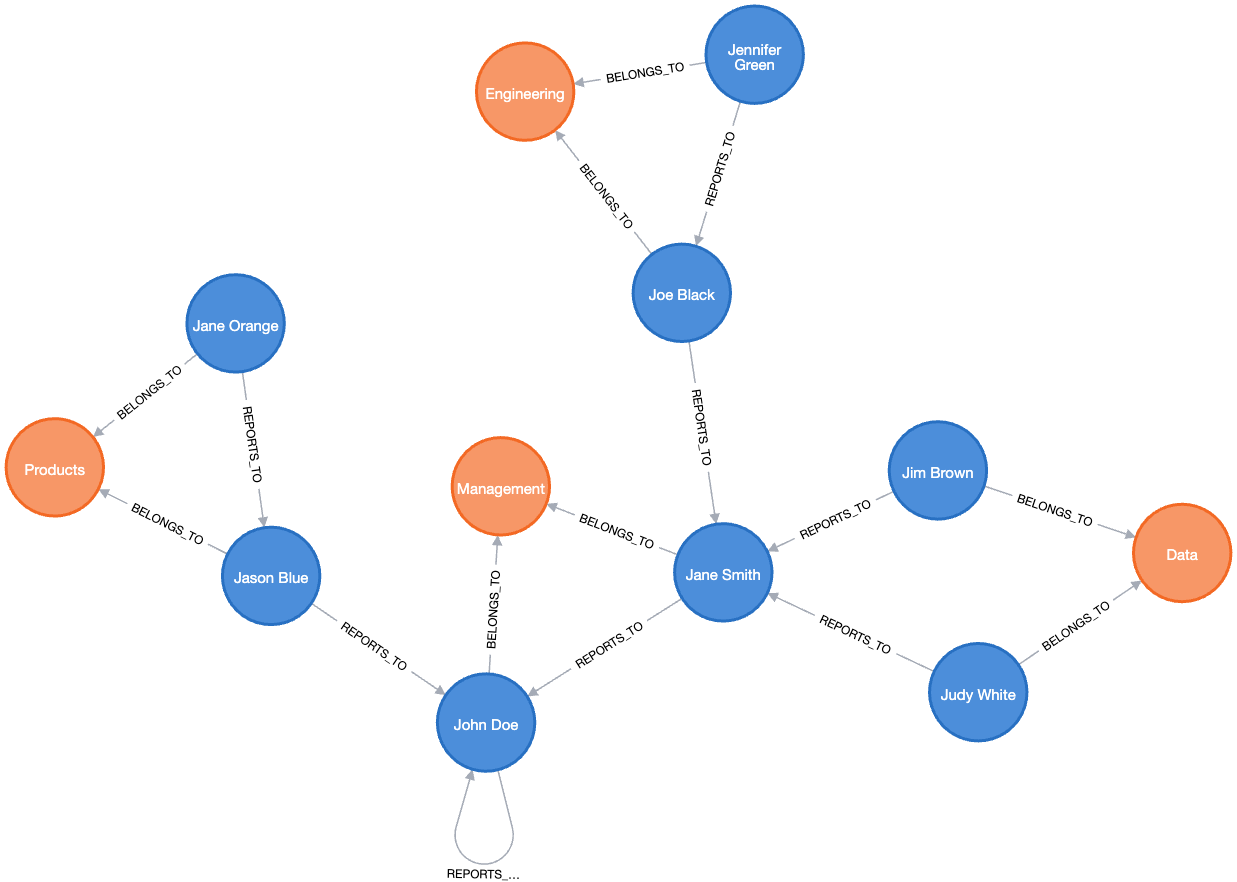 Jennifer
Green
BELONGS_TO
Engineering
REPORTS_TO
BELONGS_TO
Joe Black
Jane Orange
BELONGS_TO
REPORTS_TO
REPORTS_TO
Products
Management
Jim Brown
BELONGS_TO
BELONGS_TO
REPORTS_TO
BELONGS_TO
Data
Jason Blue
Jane Smith
BELONGS_TO
BELONGS_TO
REPORTS_TO
REPORTS_TO
REPORTS_TO
Judy White
John Doe
REPORTS_…